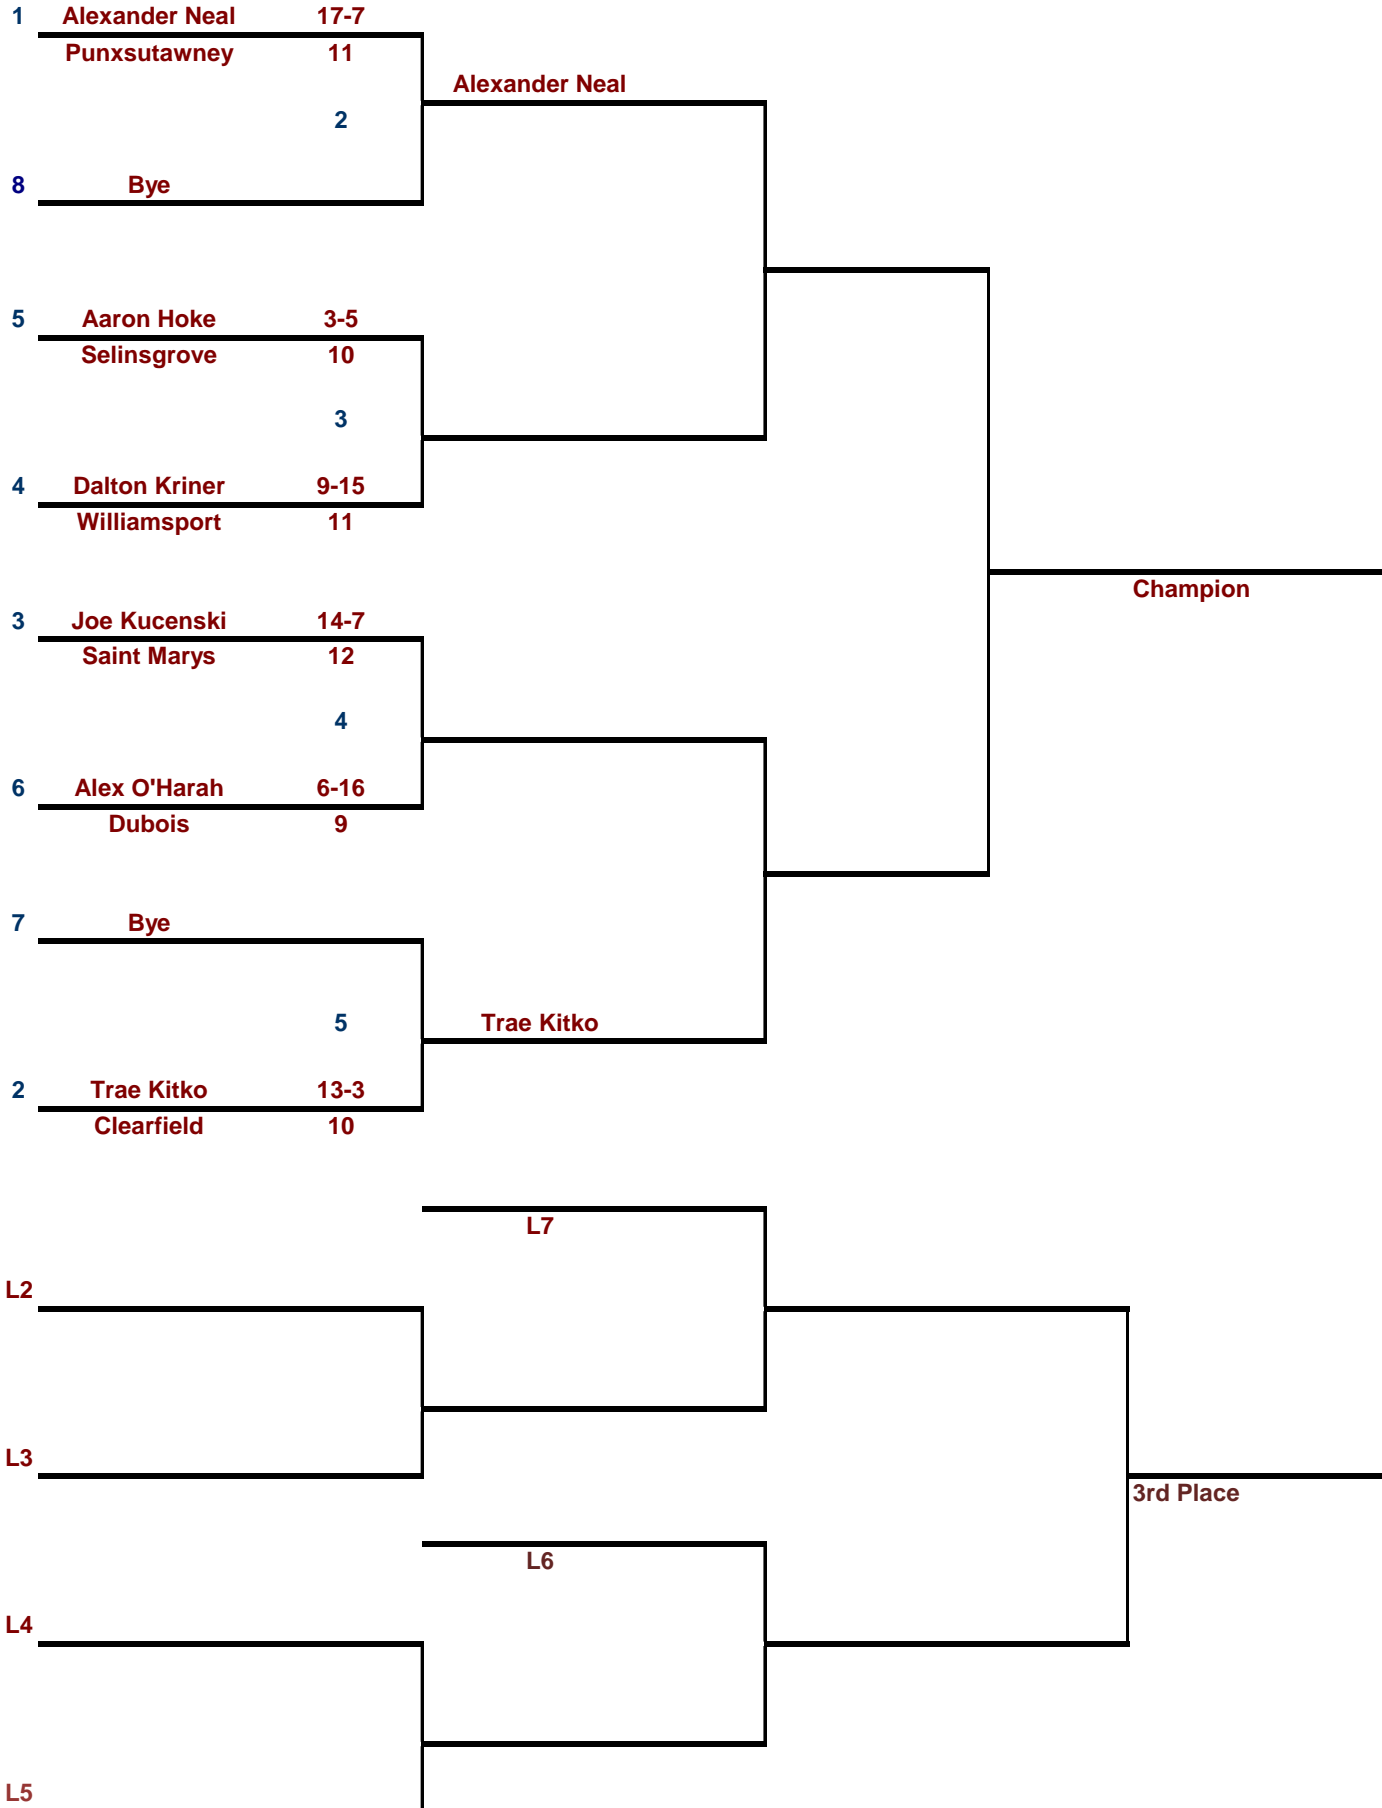 1 Alexander Neal 17-7
Punxsutawney 11
Alexander Neal
2
8 Bye
5 Aaron Hoke 3-5
Selinsgrove 10
3
4 Dalton Kriner 9-15
Williamsport 11
Champion
3 Joe Kucenski 14-7
Saint Marys 12
4
6 Alex O'Harah 6-16
Dubois 9
7 Bye
5 Trae Kitko
2 Trae Kitko 13-3
Clearfield 10
L7
L2
L3
3rd Place
L6
L4
L5